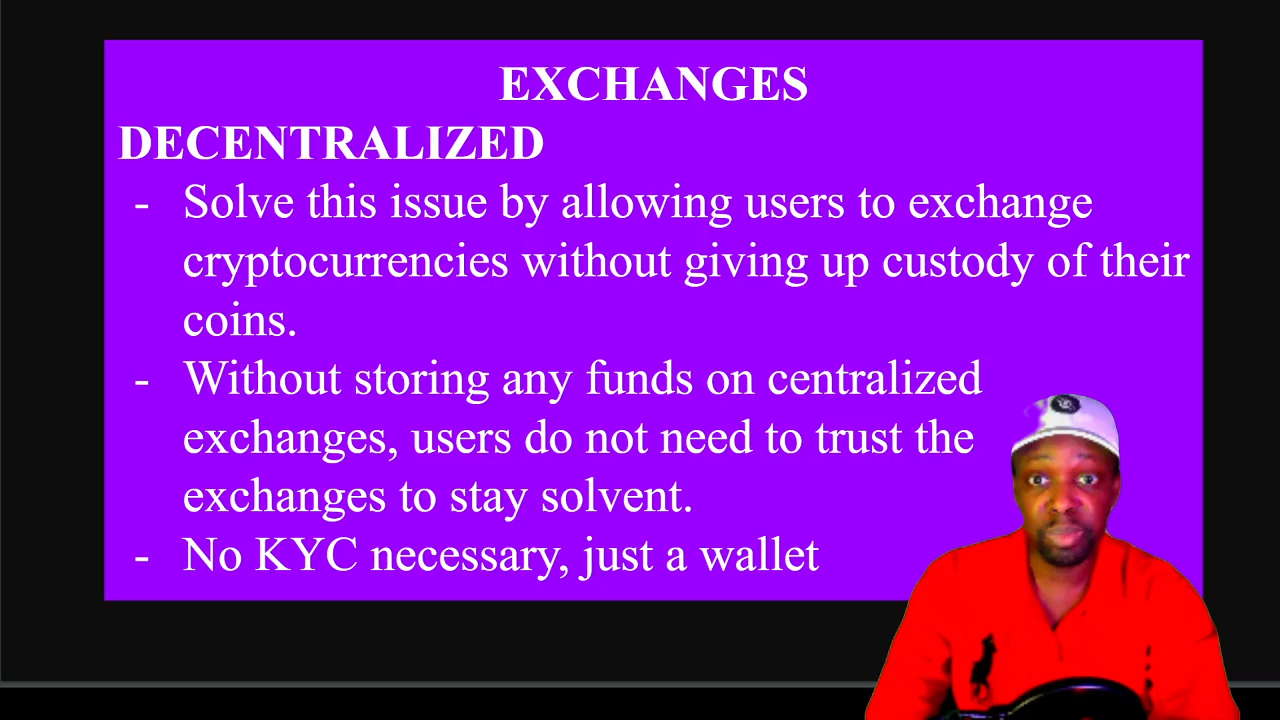 EXCHANGES
DECENTRALIZED
- Solve this issue by allowing users to exchange
cryptocurrencies without giving up custody of their
coins.
- Without storing any funds on centralized
exchanges, users do not need to trust the
exchanges to stay solvent.
- No KYC necessary, just a wallet